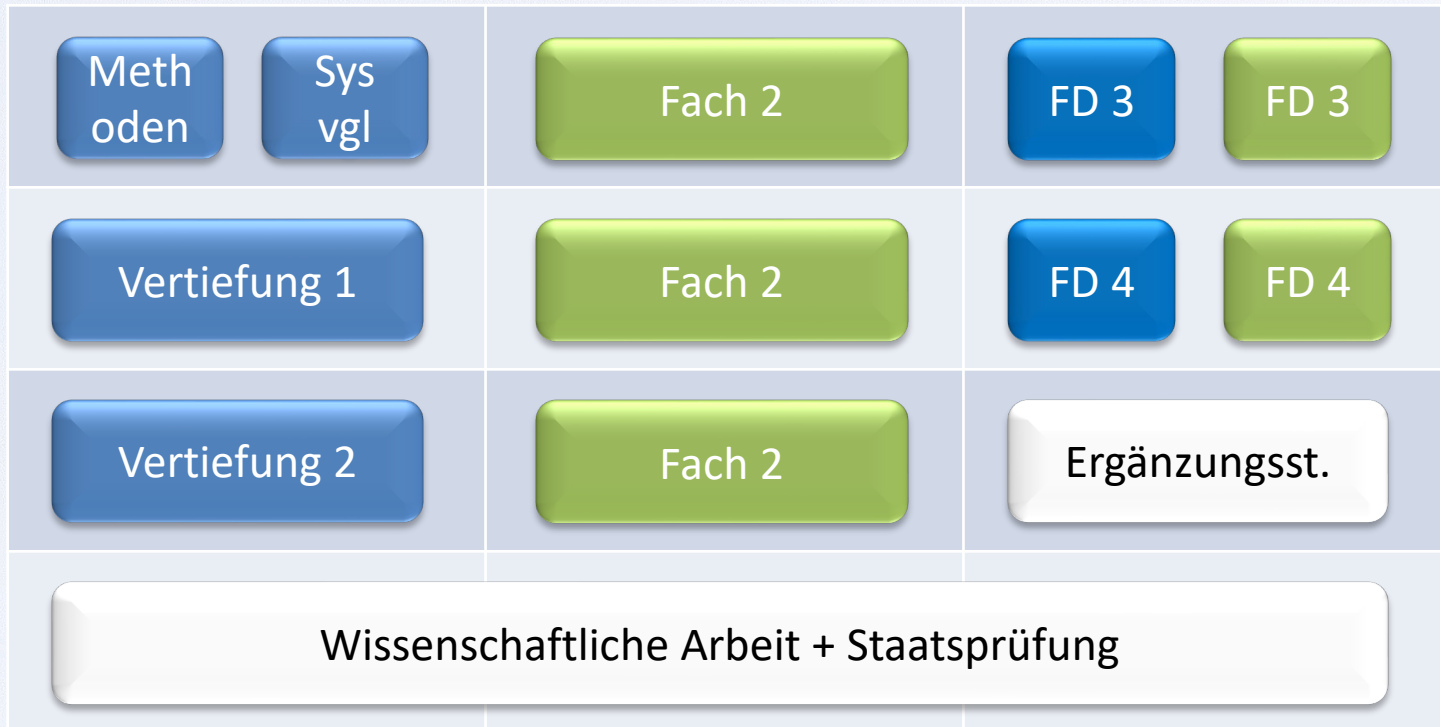 Meth
oden
Sys
vgl
Fach 2
FD 3
FD 3
Vertiefung 1
Fach 2
FD 4
FD 4
Vertiefung 2
Fach 2
Ergänzungsst.
Wissenschaftliche Arbeit + Staatsprüfung